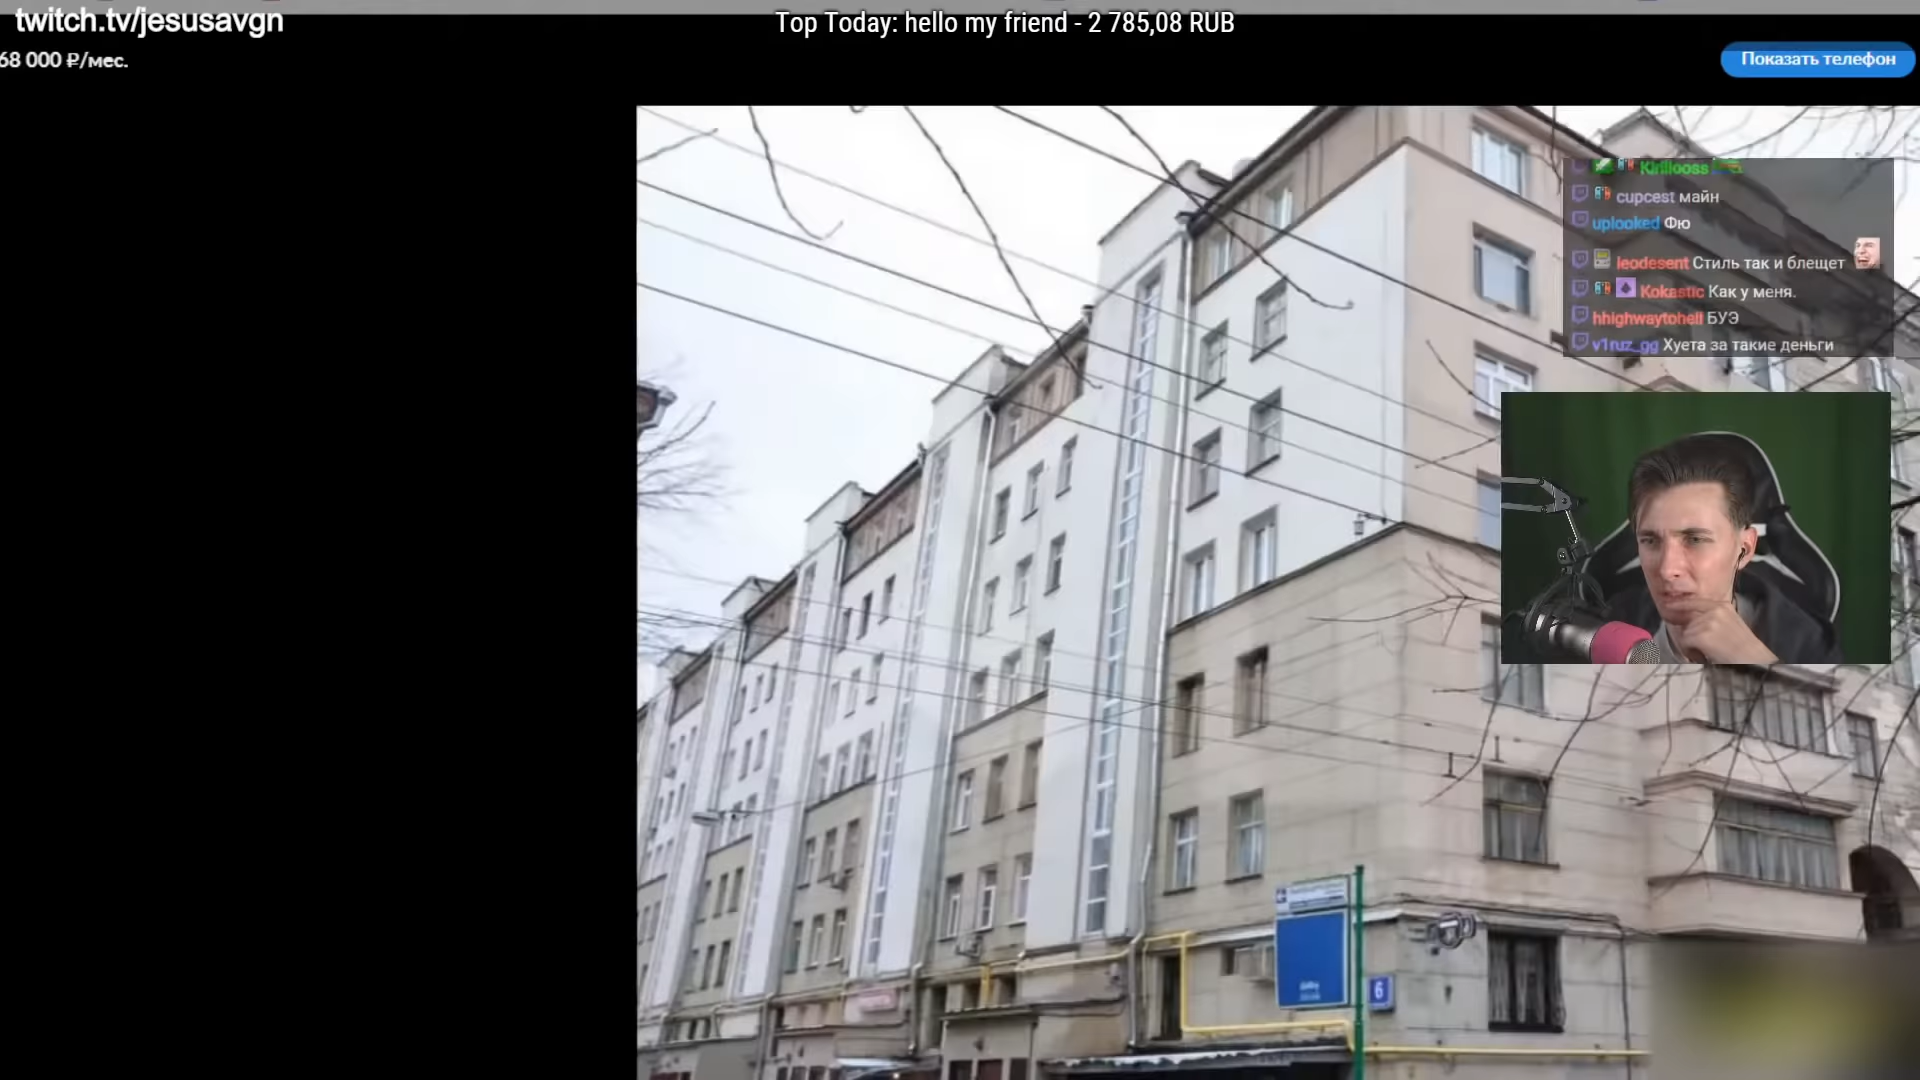 twitch.tv/jesusavgn
Top Today: hello my friend - 2 785,08 RUB
68 000 ₽/мес.
Показать телефон
Kirillooss
cupcest майн
uplooked Фю
leodesent Стиль так и блещет
Kokastic Как у меня.
hhighwaytohell БУЭ
v1ruz_gg Хуета за такие деньги
6